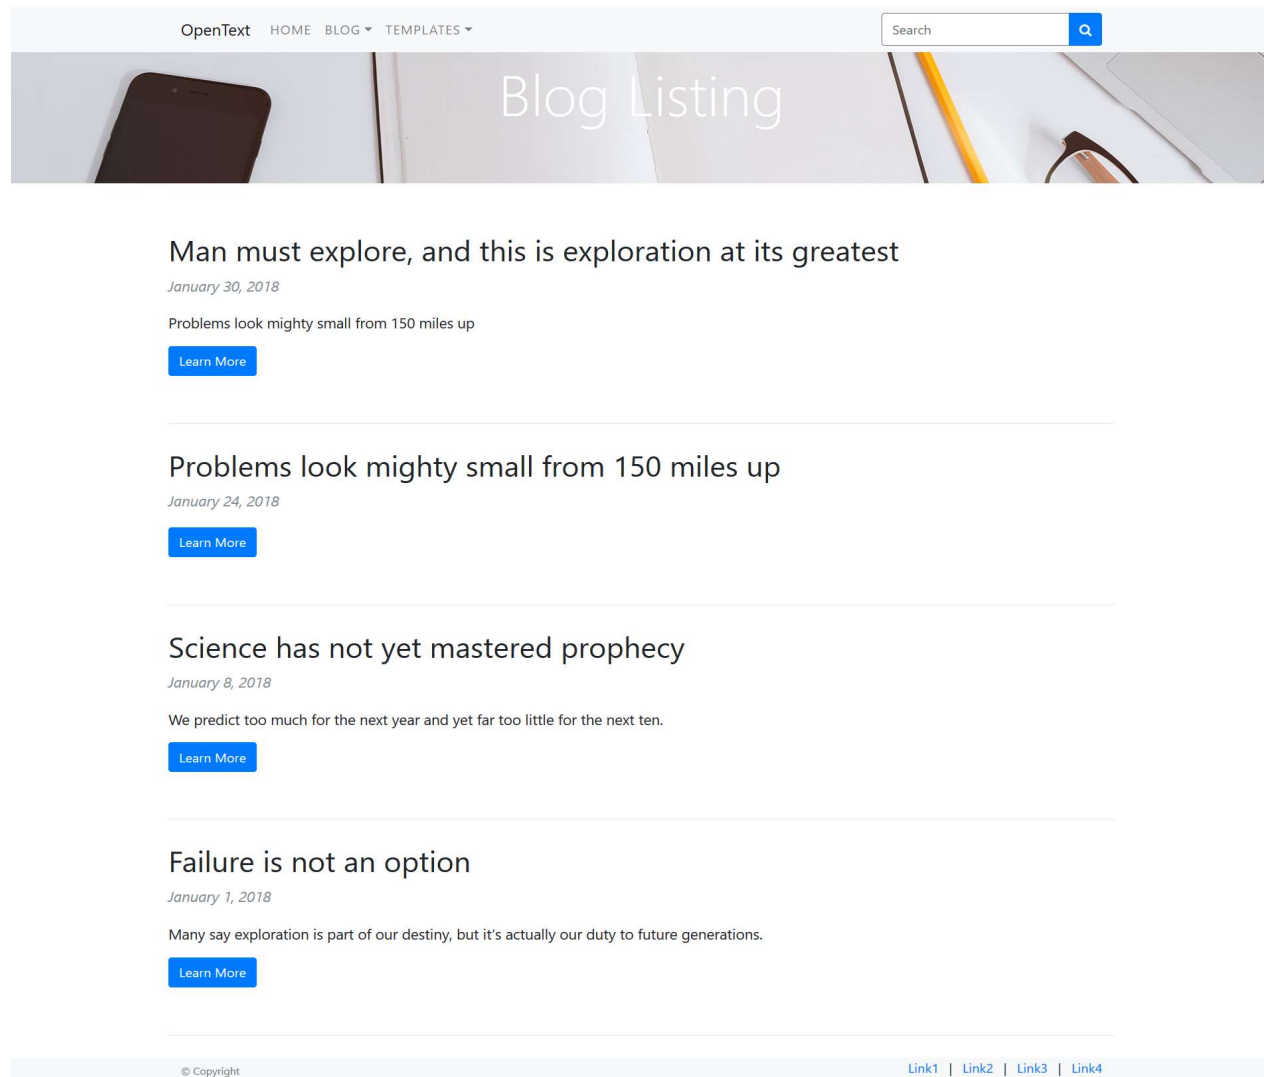 OpenText HOME BLOG TEMPLATES Search
Blog Listing
Man must explore, and this is exploration at its greatest
January 30, 2018
Problems look mighty small from 150 miles up
Learn More
Problems look mighty small from 150 miles up
January 24, 2018
Learn More
Science has not yet mastered prophecy
January 8, 2018
We predict too much for the next year and yet far too little for the next ten.
Learn More
Failure is not an option
January 1, 2018
Many say exploration is part of our destiny, but it’s actually our duty to future generations.
Learn More
© Copyright Link1 | Link2 | Link3 | Link4